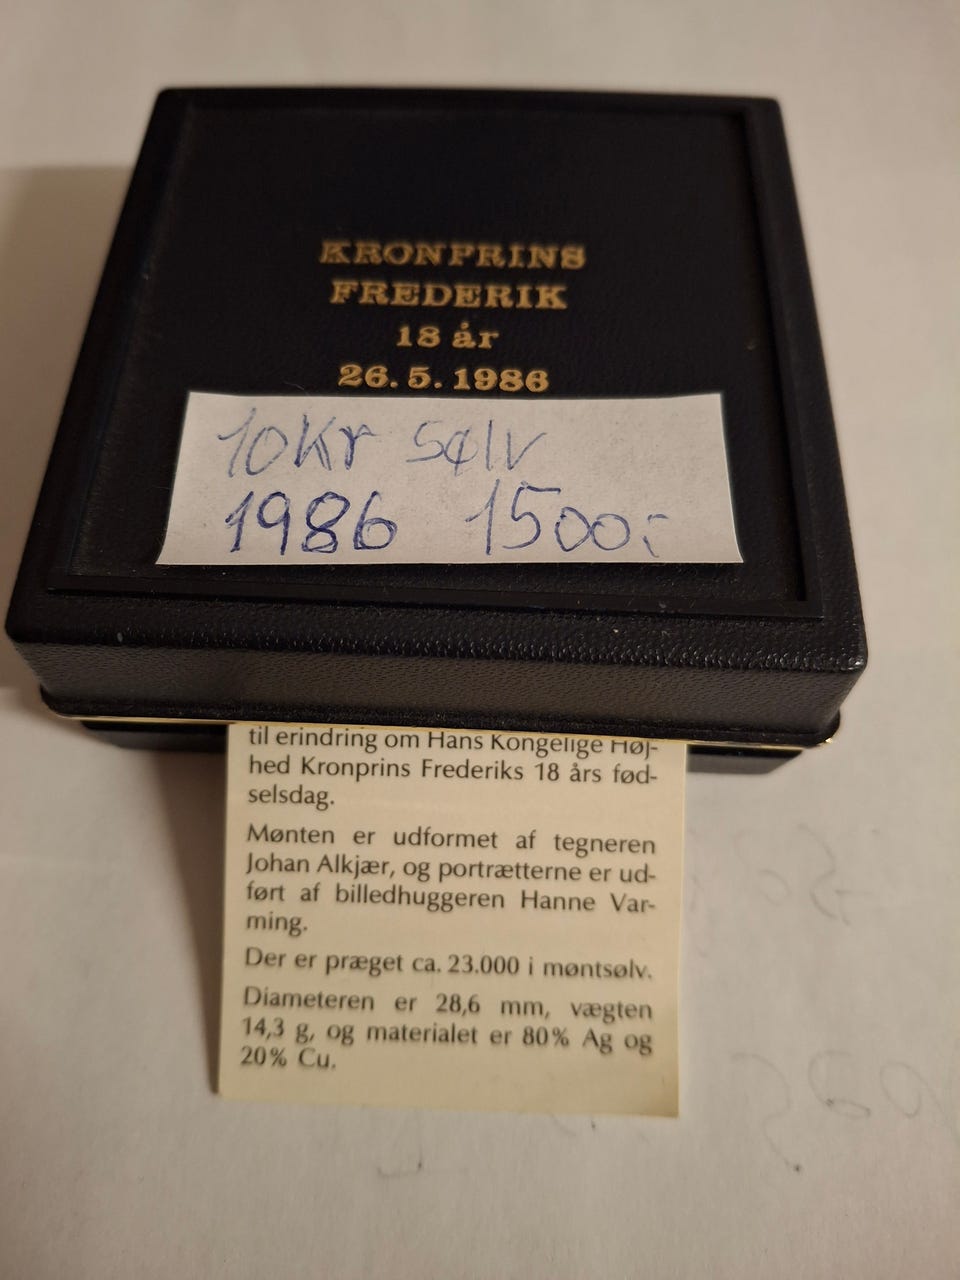 KRONPRINS
FREDERIK
18 år
26.5.1986
10Kr sølv
1986 1500:
til erindring om Hans Kongelige Høj-
hed Kronprins Frederiks 18 års fød-
selsdag.
Mønten er udformet af tegneren
Johan Alkjær, og portrætterne er ud-
ført af billedhuggeren Hanne Var-
ming.
Der er præget ca. 23.000 i møntsølv.
Diameteren er 28,6 mm, vægten
14,3 g, og materialet er 80% Ag og
20% Cu.